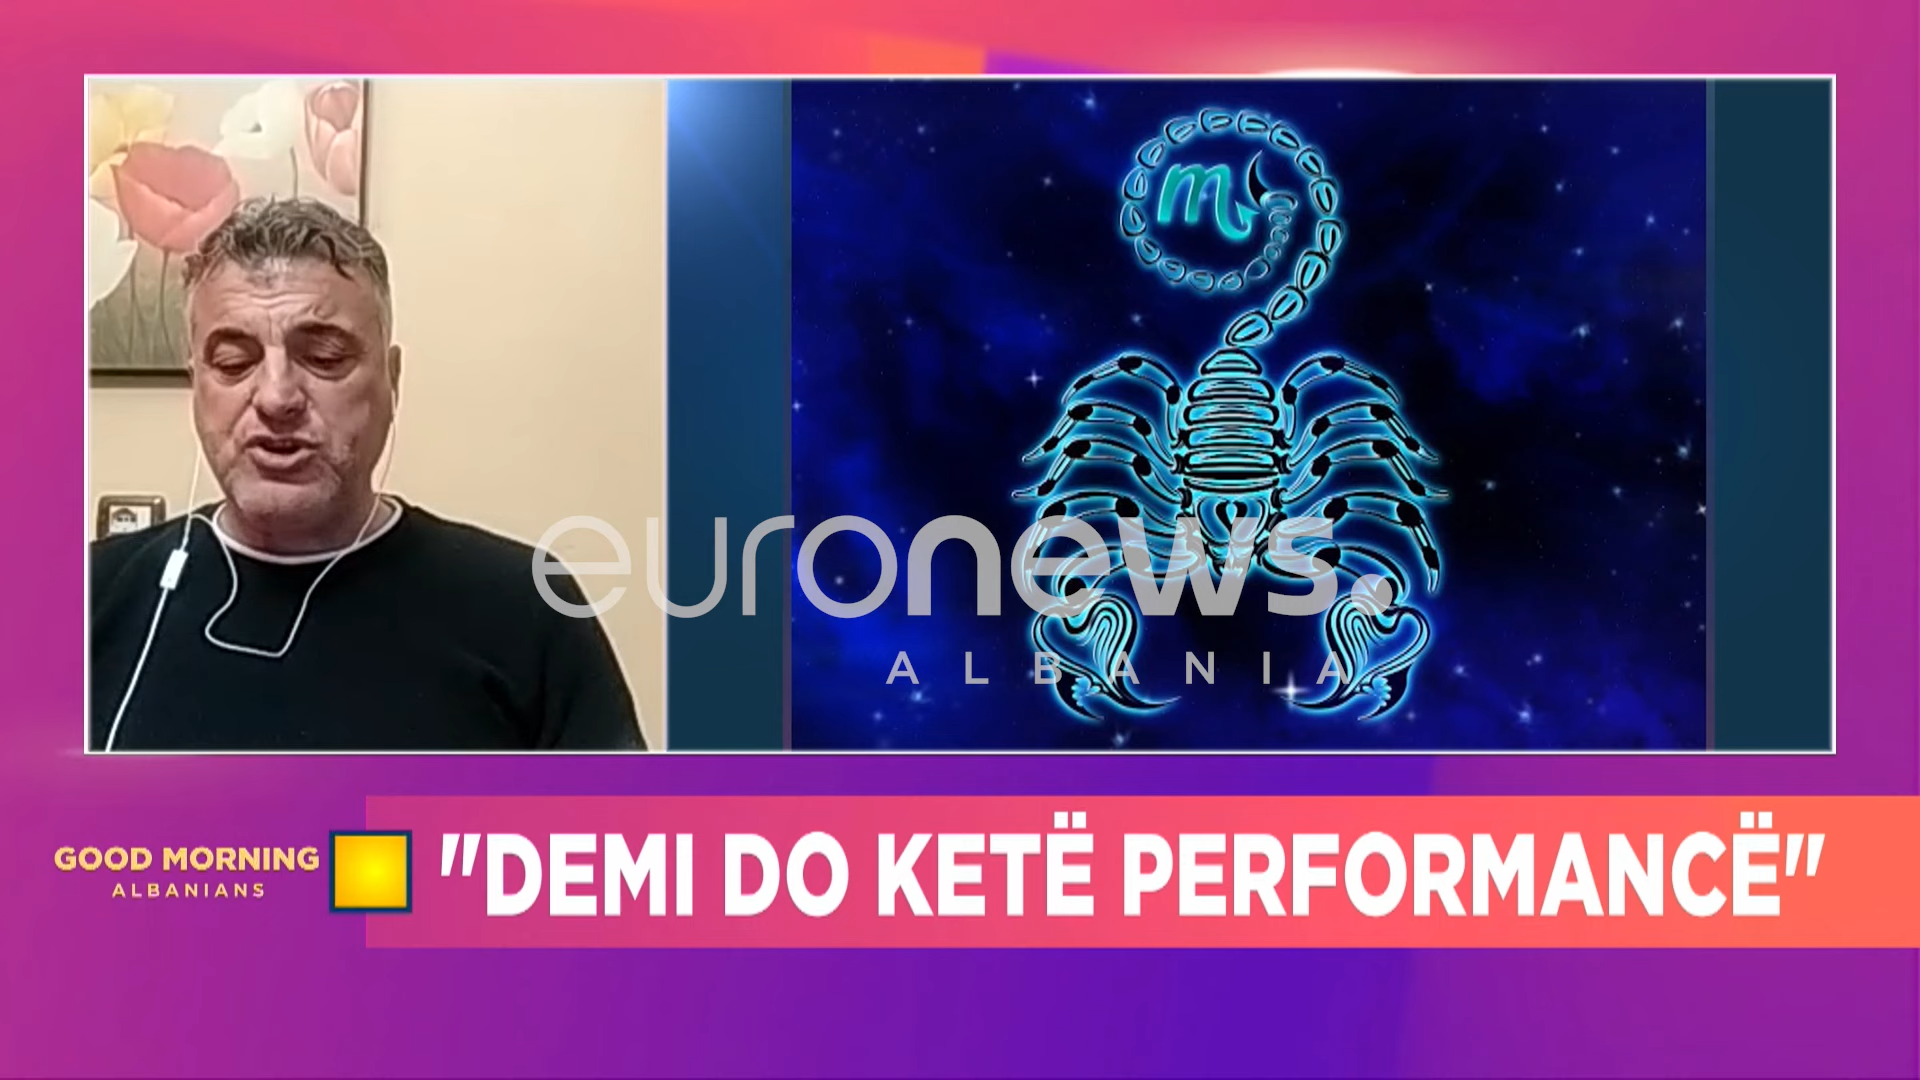 euronews.
ALBANIA
GOOD MORNING
ALBANIANS
"DEMI DO KETË PERFORMANCË"